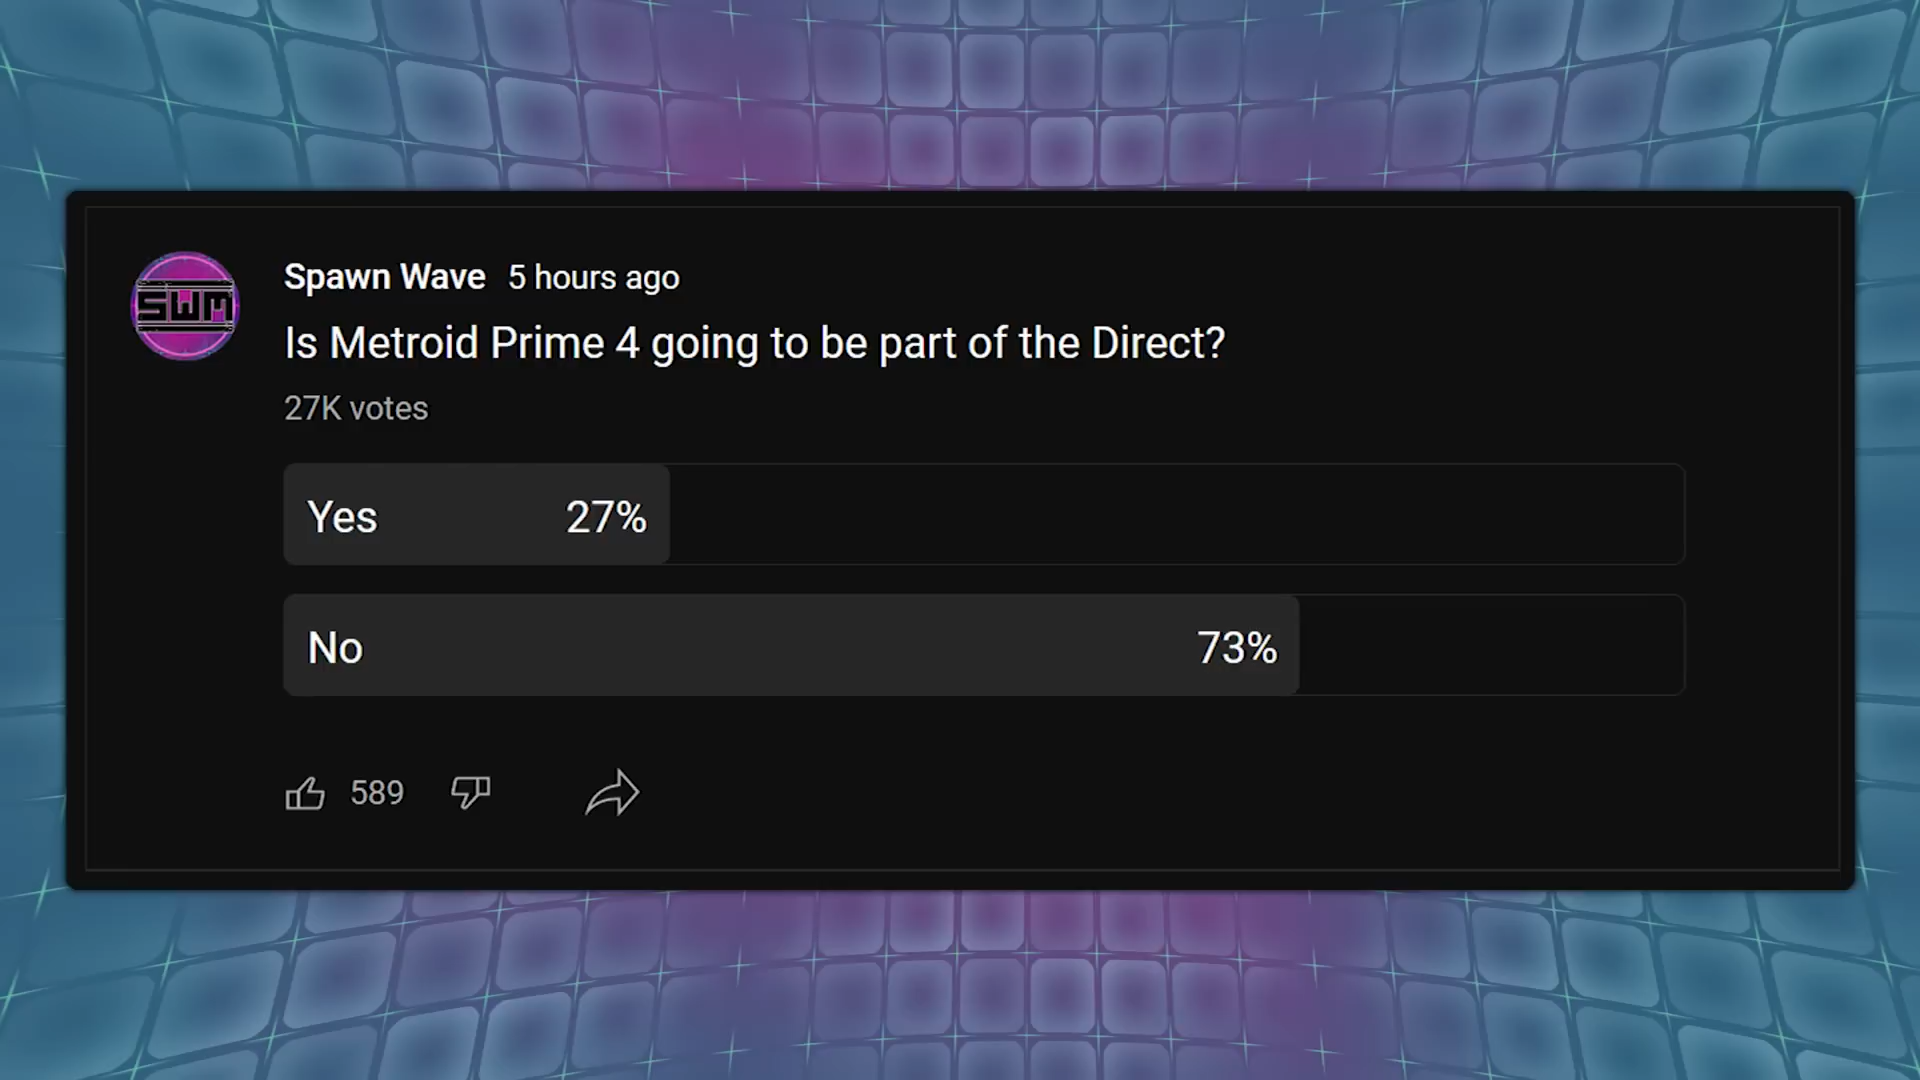 SWM
Spawn Wave 5 hours ago
Is Metroid Prime 4 going to be part of the Direct?
27K votes
Yes 27%
No 73%
589